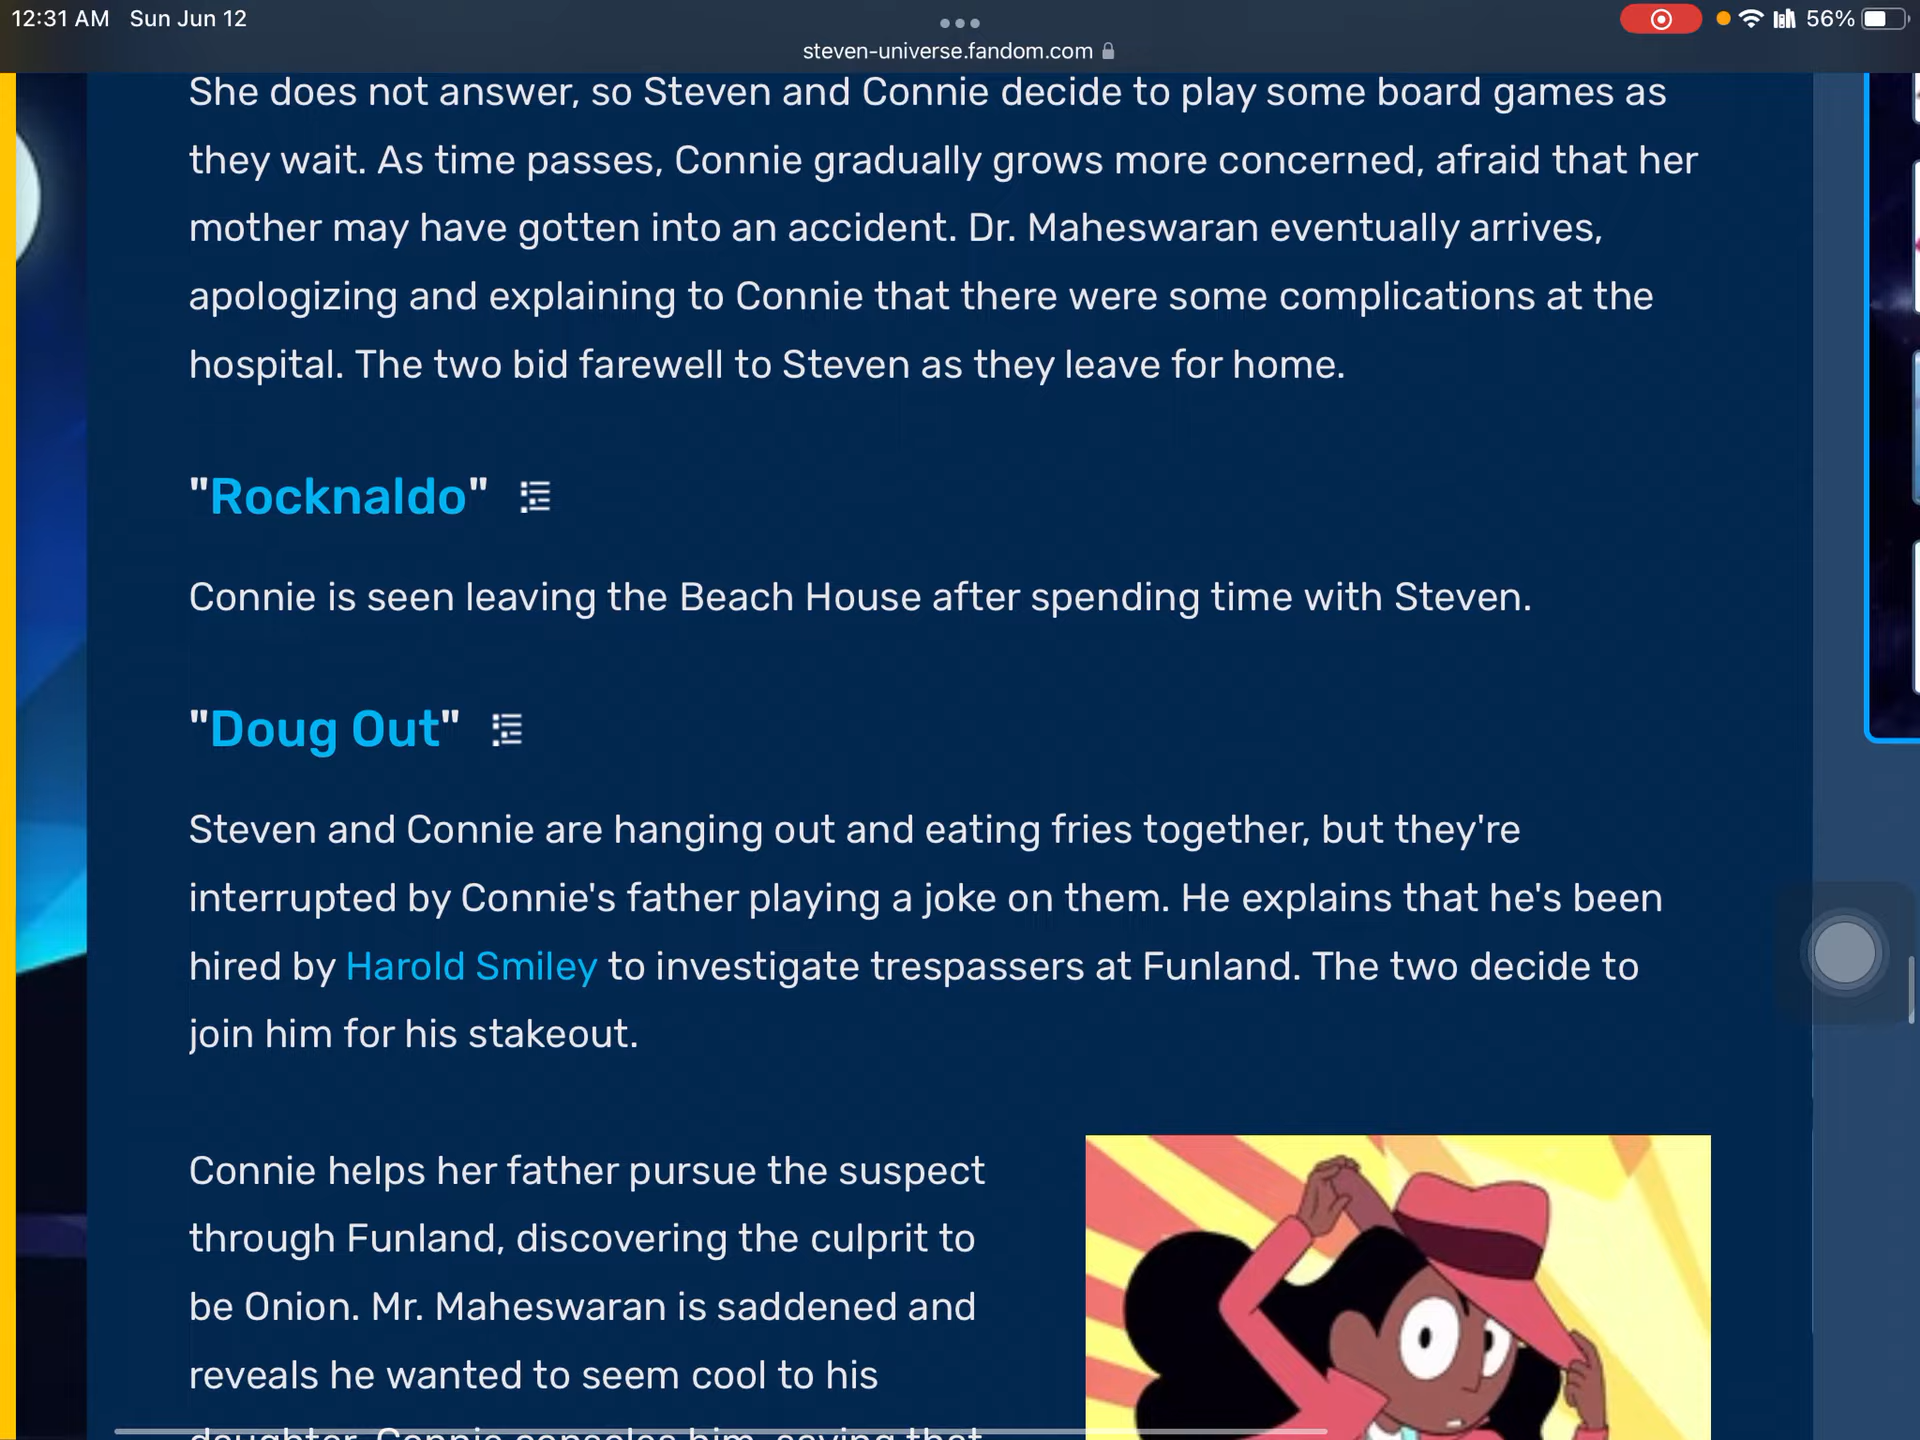 12:31 AM Sun Jun 12
56%
steven-universe.fandom.com
She does not answer, so Steven and Connie decide to play some board games as
they wait. As time passes, Connie gradually grows more concerned, afraid that her
mother may have gotten into an accident. Dr. Maheswaran eventually arrives,
apologizing and explaining to Connie that there were some complications at the
hospital. The two bid farewell to Steven as they leave for home.
"Rocknaldo"
Connie is seen leaving the Beach House after spending time with Steven.
"Doug Out"
Steven and Connie are hanging out and eating fries together, but they're
interrupted by Connie's father playing a joke on them. He explains that he's been
hired by Harold Smiley to investigate trespassers at Funland. The two decide to
join him for his stakeout.
Connie helps her father pursue the suspect
through Funland, discovering the culprit to
be Onion. Mr. Maheswaran is saddened and
reveals he wanted to seem cool to his
daughter. Connie consoles him, saying that